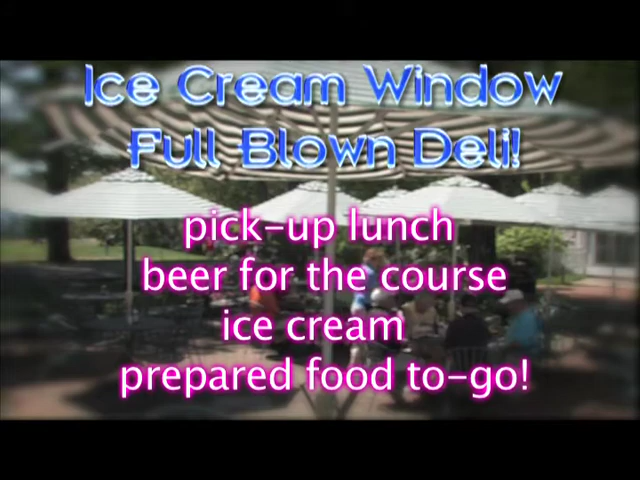 Ice Cream Window
Full Blown Deli!
pick-up lunch
beer for the course
ice cream
prepared food to-go!